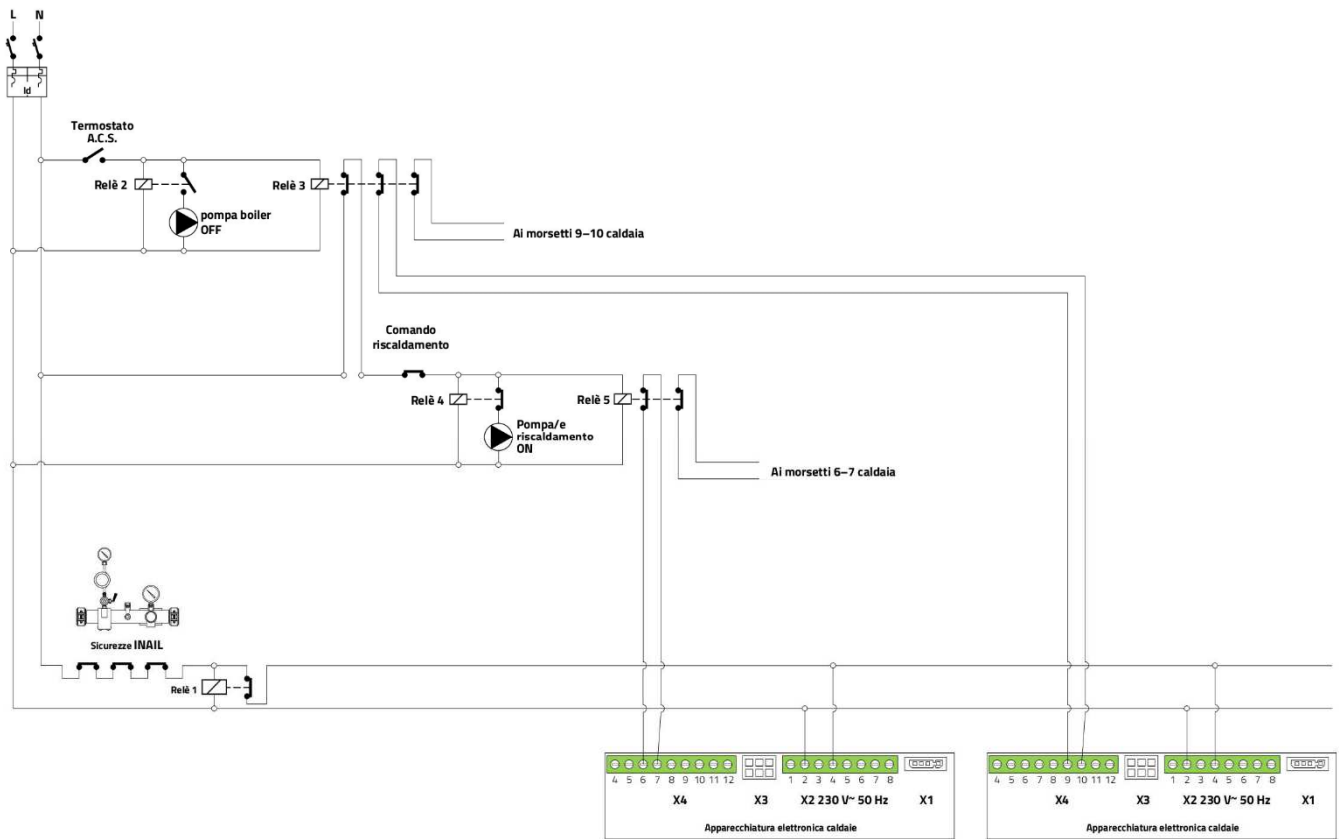 L N
Id
Termostato
A.C.S.
Relè 2
Relè 3
pompa boiler
OFF
Ai morsetti 9–10 caldaia
Comando
riscaldamento
Relè 4
Relè 5
Pompa/e
riscaldamento
ON
Ai morsetti 6–7 caldaia
Sicurezze INAIL
Relè 1
4 5 6 7 8 9 10 11 12
1 2 3 4 5 6 7 8
X4 X3 X2 230 V~ 50 Hz X1
Apparecchiatura elettronica caldaie
4 5 6 7 8 9 10 11 12
1 2 3 4 5 6 7 8
X4 X3 X2 230 V~ 50 Hz X1
Apparecchiatura elettronica caldaie